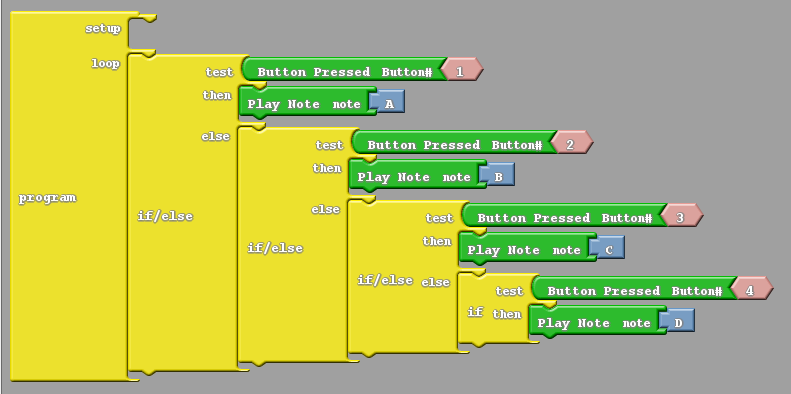 setup
loop
test Button Pressed Button# 1
then Play Note note A
else
test Button Pressed Button# 2
then Play Note note B
program
if/else
else
test Button Pressed Button# 3
if/else
then Play Note note C
if/else
else
test Button Pressed Button# 4
if
then Play Note note D